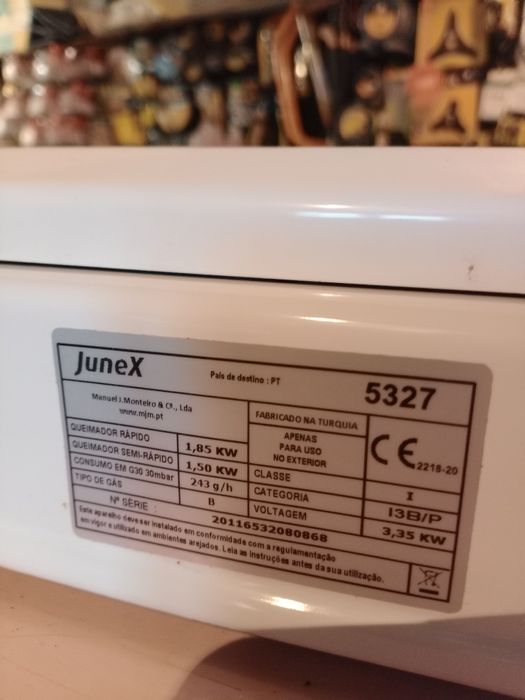 JuneX
País de destino : PT
5327
Manuel J. Monteiro & Cª., Lda
www.mjm.pt
QUEIMADOR RÁPIDO
1,85 KW
QUEIMADOR SEMI-RÁPIDO
1,50 KW
CONSUMO EM G30 30mbar
243 g/h
TIPO DE GÁS
B
FABRICADO NA TURQUIA
APENAS
PARA USO
NO EXTERIOR
CE 2218-20
CLASSE
I
CATEGORIA
I3B/P
VOLTAGEM
3,35 KW
Nº SÉRIE :
20116532080868
Este aparelho deve ser instalado em conformidade com a regulamentação
em vigor e utilizado em ambientes arejados. Leia as instruções antes da sua utilização.